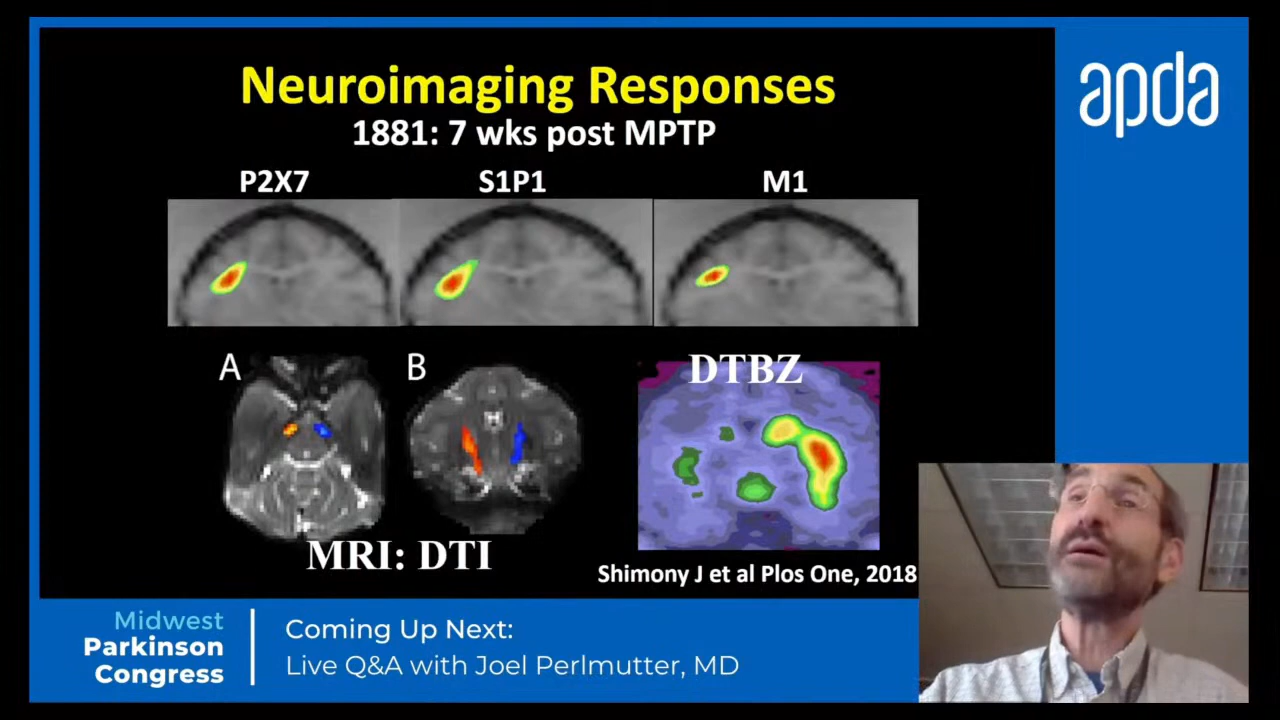 Neuroimaging Responses
1881: 7 wks post MPTP
P2X7 S1P1 M1
A B DTBZ
MRI: DTI
Shimony J et al Plos One, 2018
apda
Midwest
Parkinson
Congress
Coming Up Next:
Live Q&A with Joel Perlmutter, MD